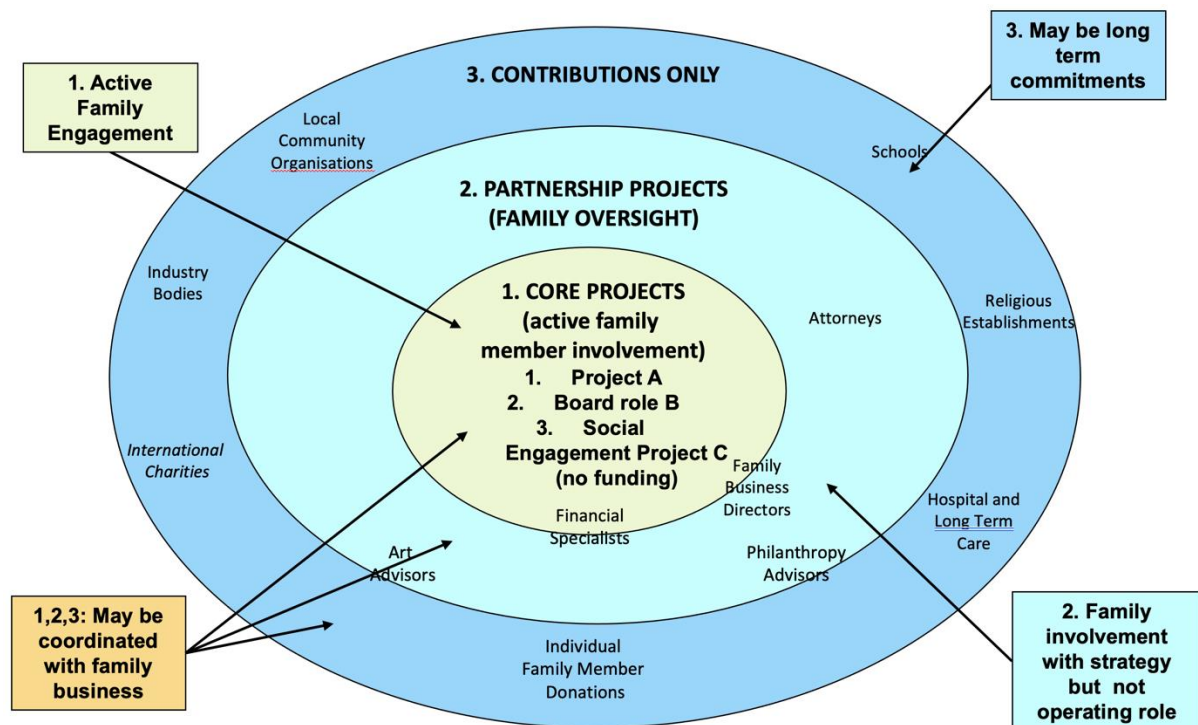 3. CONTRIBUTIONS ONLY
3. May be long
term
commitments
1. Active
Family
Engagement
Local
Community
Organisations
Schools
2. PARTNERSHIP PROJECTS
(FAMILY OVERSIGHT)
Industry
Bodies
1. CORE PROJECTS
(active family
member involvement)
1. Project A
2. Board role B
3. Social
Engagement Project C
(no funding)
Attorneys
Religious
Establishments
International
Charities
Family
Business
Directors
Hospital and
Long Term
Care
Financial
Specialists
Art
Advisors
Philanthropy
Advisors
1,2,3: May be
coordinated
with family
business
Individual
Family Member
Donations
2. Family
involvement
with strategy
but not
operating role